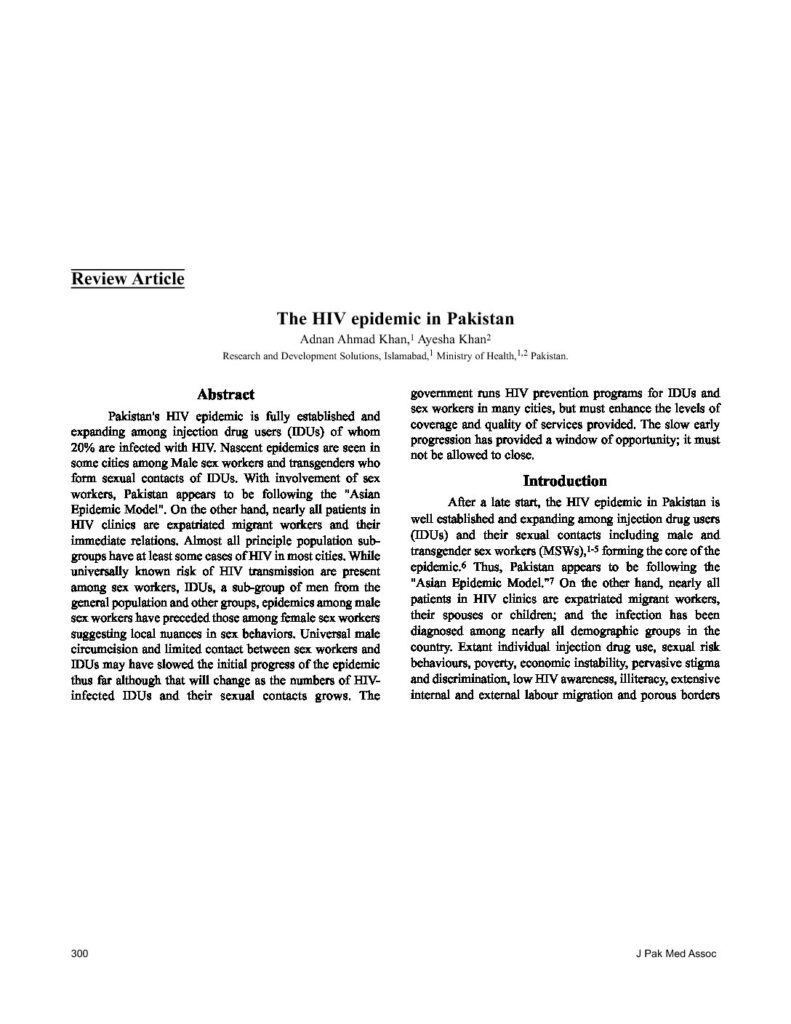 Review Article
The HIV epidemic in Pakistan
Adnan Ahmad Khan,1 Ayesha Khan2
Research and Development Solutions, Islamabad,1 Ministry of Health,1,2 Pakistan.
Abstract
Pakistan's HIV epidemic is fully established and
expanding among injection drug users (IDUs) of whom
20% are infected with HIV. Nascent epidemics are seen in
some cities among Male sex workers and transgenders who
form sexual contacts of IDUs. With involvement of sex
workers, Pakistan appears to be following the "Asian
Epidemic Model". On the other hand, nearly all patients in
HIV clinics are expatriated migrant workers and their
immediate relations. Almost all principle population sub-
groups have at least some cases of HIV in most cities. While
universally known risk of HIV transmission are present
among sex workers, IDUs, a sub-group of men from the
general population and other groups, epidemics among male
sex workers have preceded those among female sex workers
suggesting local nuances in sex behaviors. Universal male
circumcision and limited contact between sex workers and
IDUs may have slowed the initial progress of the epidemic
thus far although that will change as the numbers of HIV-
infected IDUs and their sexual contacts grows. The
government runs HIV prevention programs for IDUs and
sex workers in many cities, but must enhance the levels of
coverage and quality of services provided. The slow early
progression has provided a window of opportunity; it must
not be allowed to close.
Introduction
After a late start, the HIV epidemic in Pakistan is
well established and expanding among injection drug users
(IDUs) and their sexual contacts including male and
transgender sex workers (MSWs),1-5 forming the core of the
epidemic.6 Thus, Pakistan appears to be following the
"Asian Epidemic Model."7 On the other hand, nearly all
patients in HIV clinics are expatriated migrant workers,
their spouses or children; and the infection has been
diagnosed among nearly all demographic groups in the
country. Extant individual injection drug use, sexual risk
behaviours, poverty, economic instability, pervasive stigma
and discrimination, low HIV awareness, illiteracy, extensive
internal and external labour migration and porous borders
300
J Pak Med Assoc